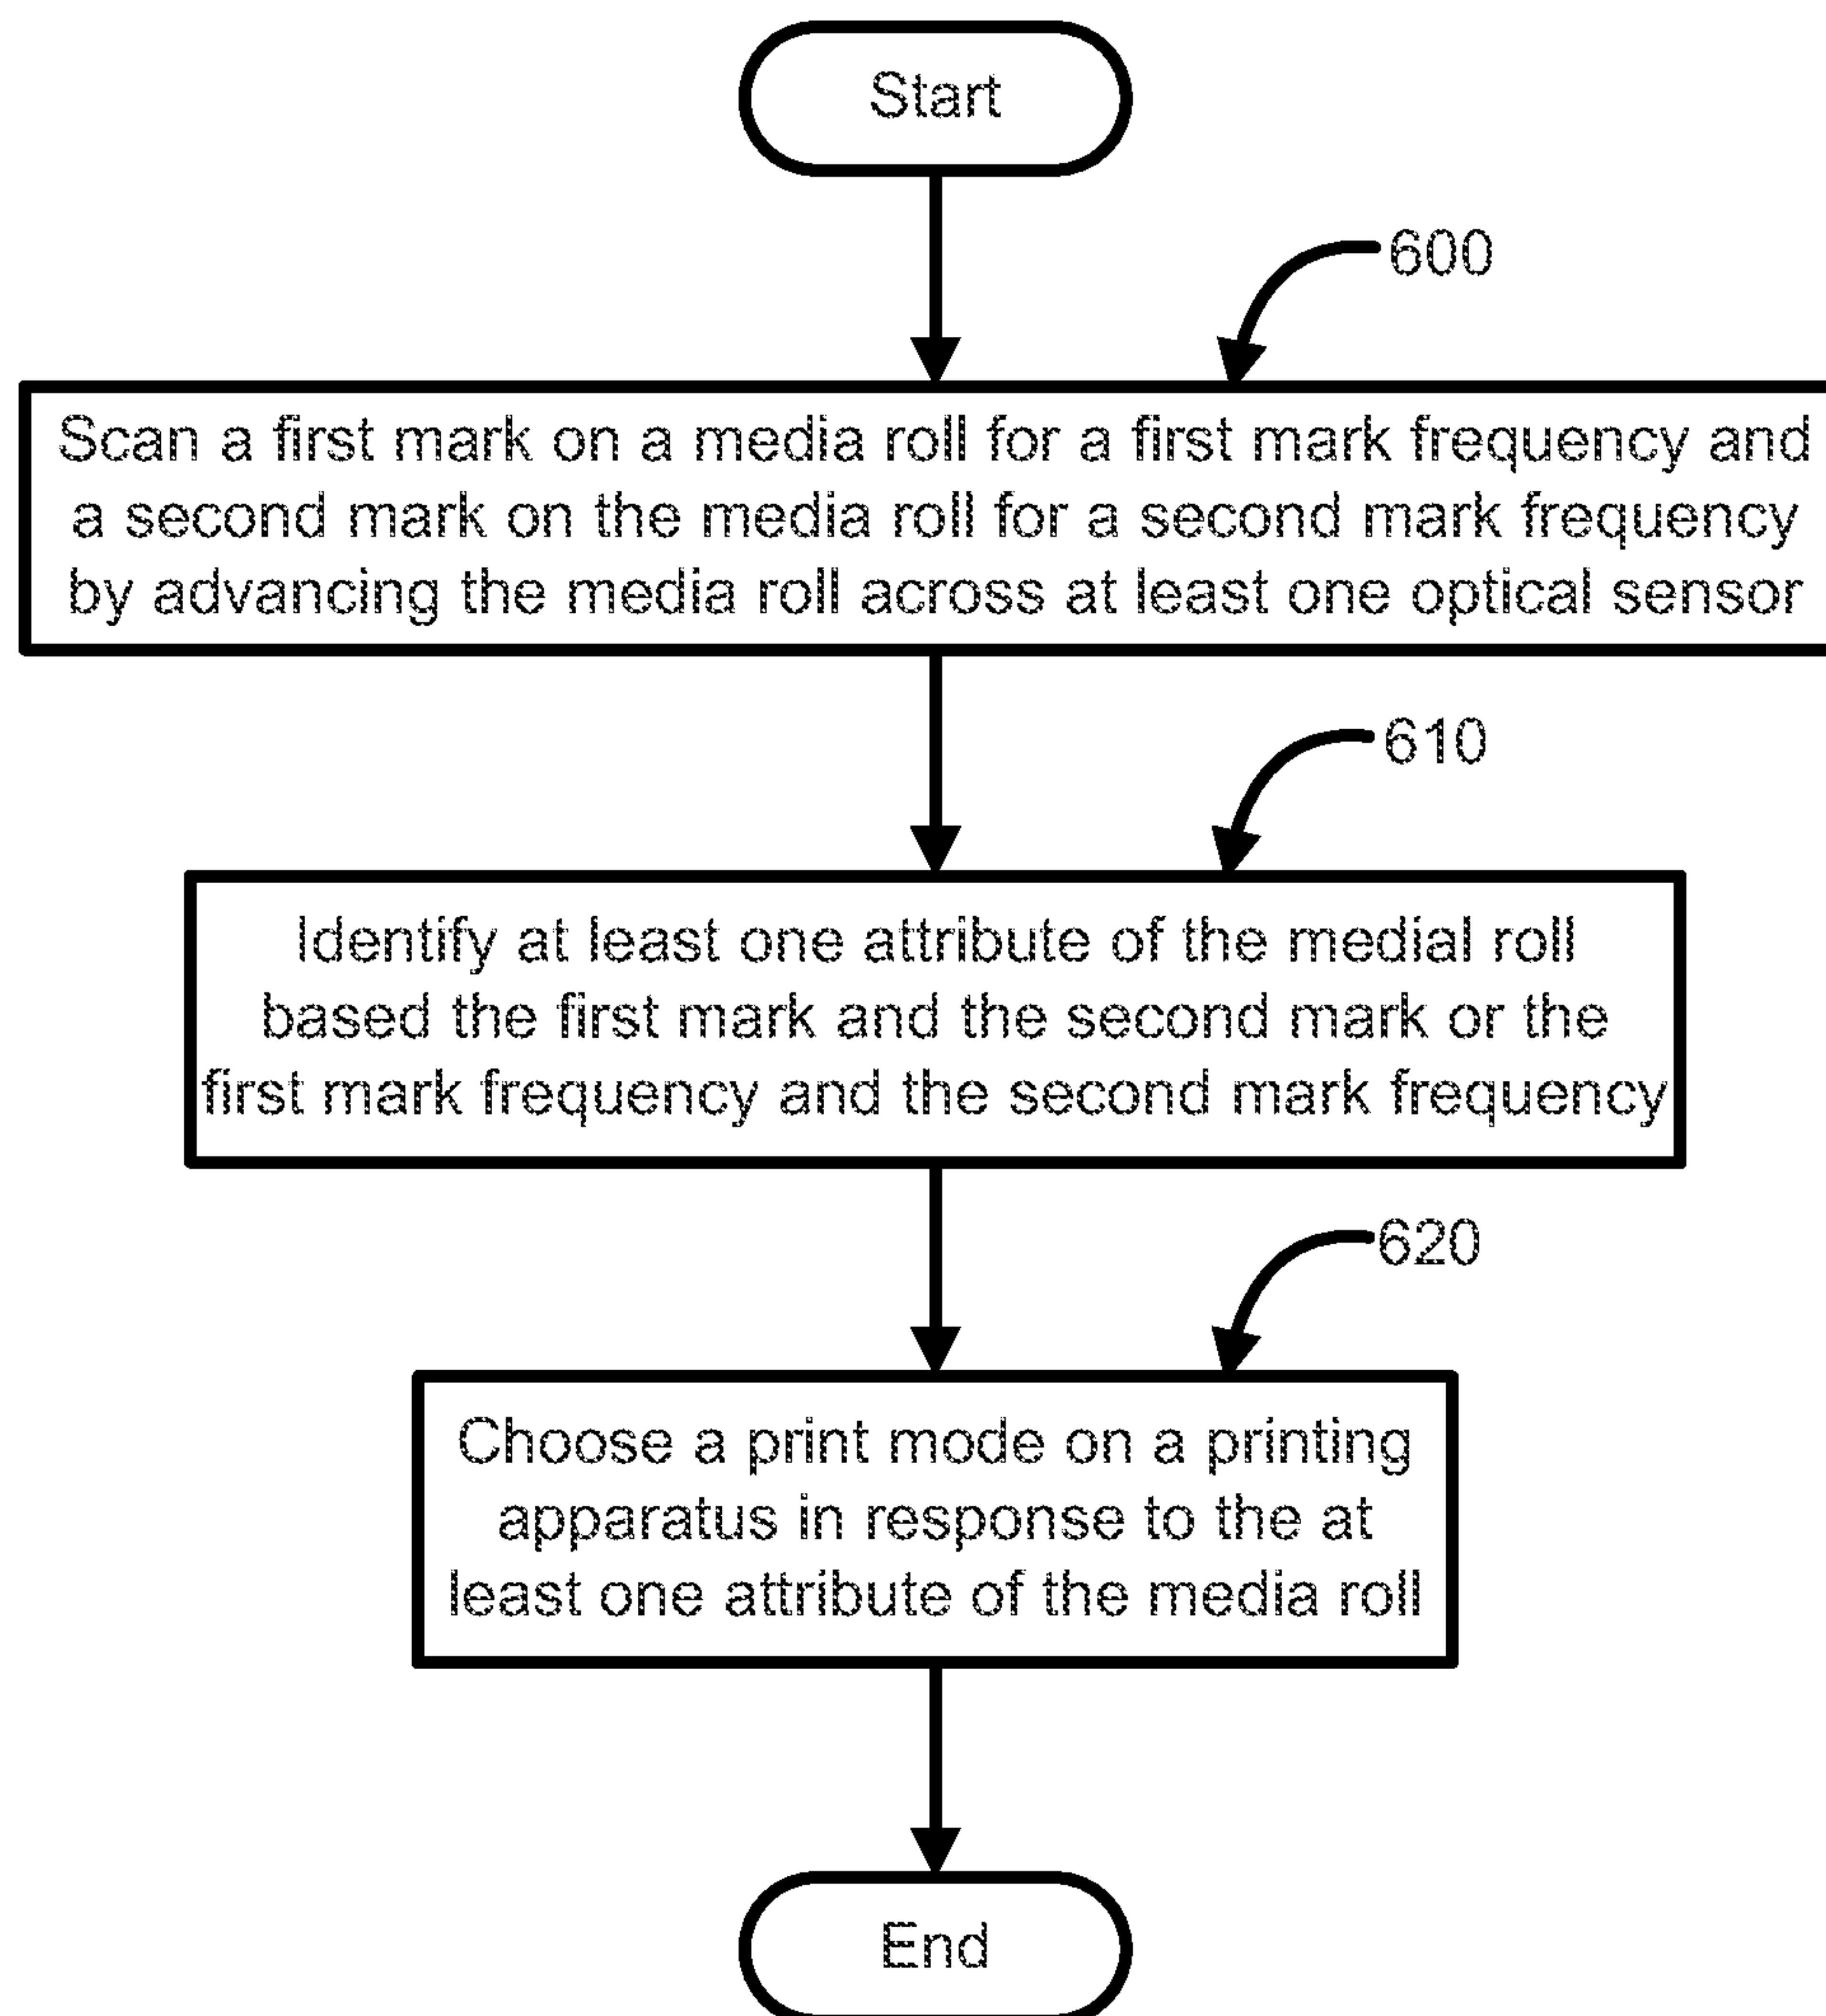 Start
600
Scan a first mark on a media roll for a first mark frequency and
a second mark on the media roll for a second mark frequency
by advancing the media roll across at least one optical sensor
610
Identify at least one attribute of the medial roll
based the first mark and the second mark or the
first mark frequency and the second mark frequency
620
Choose a print mode on a printing
apparatus in response to the at
least one attribute of the media roll
End